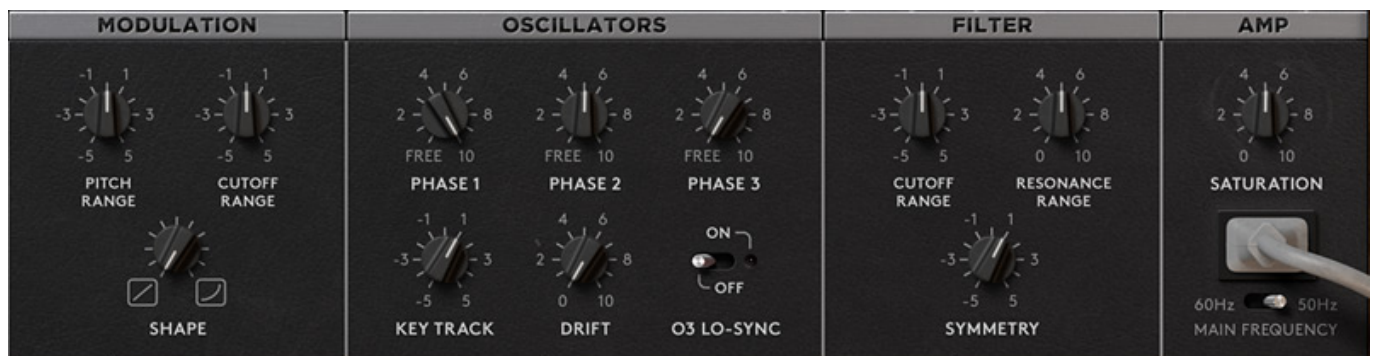 MODULATION
OSCILLATORS
FILTER
AMP
-1 1
-3 3
-5 5
PITCH
RANGE
-1 1
-3 3
-5 5
CUTOFF
RANGE
SHAPE
4 6
2 8
FREE 10
PHASE 1
4 6
2 8
FREE 10
PHASE 2
4 6
2 8
FREE 10
PHASE 3
-1 1
-3 3
-5 5
KEY TRACK
4 6
2 8
0 10
DRIFT
ON
OFF
O3 LO-SYNC
-1 1
-3 3
-5 5
CUTOFF
RANGE
4 6
2 8
0 10
RESONANCE
RANGE
-1 1
-3 3
-5 5
SYMMETRY
4 6
2 8
0 10
SATURATION
60Hz 50Hz
MAIN FREQUENCY